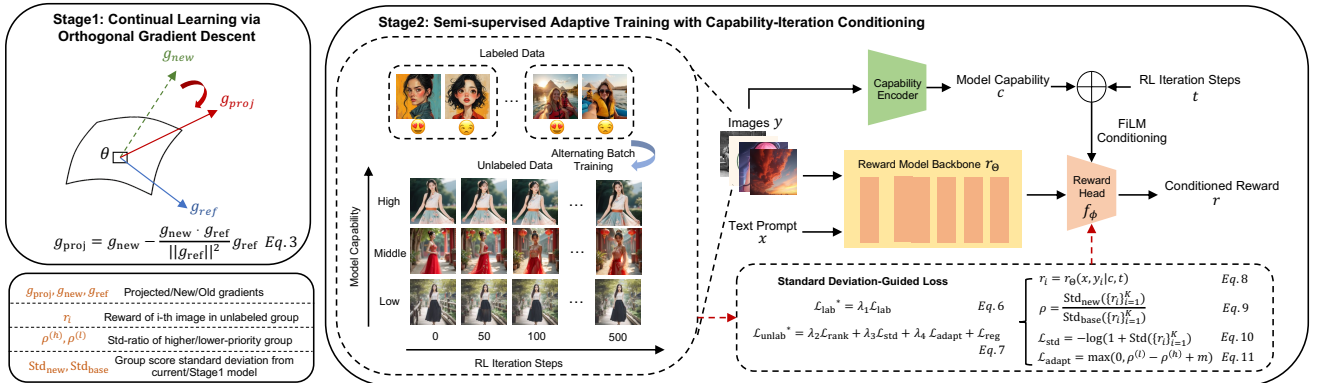 Stage1: Continual Learning via
Orthogonal Gradient Descent
g_new
g_proj
θ
g_ref
g_proj = g_new − (g_new · g_ref / ||g_ref||²) g_ref Eq. 3
g_proj, g_new, g_ref Projected/New/Old gradients
r_i Reward of i-th image in unlabeled group
ρ^(h), ρ^(l) Std-ratio of higher/lower-priority group
Std_new, Std_base Group score standard deviation from
current/Stage1 model
Stage2: Semi-supervised Adaptive Training with Capability-Iteration Conditioning
Labeled Data
...
Unlabeled Data
Alternating Batch
Training
Model Capability
High
...
Middle
...
Low
...
0 50 100 500
RL Iteration Steps
Images y
Text Prompt
x
Capability
Encoder
Model Capability
c
RL Iteration Steps
t
FiLM
Conditioning
Reward Model Backbone r_Θ
Reward
Head
f_ϕ
Conditioned Reward
r
Standard Deviation-Guided Loss
ℒ_lab* = λ₁ℒ_lab Eq. 6
ℒ_unlab* = λ₂ℒ_rank + λ₃ℒ_std + λ₄ ℒ_adapt + ℒ_reg
Eq. 7
r_i = r_Θ(x, y_i|c, t) Eq. 8
ρ = Std_new({r_i}_{i=1}^K) / Std_base({r_i}_{i=1}^K) Eq. 9
ℒ_std = −log(1 + Std({r_i}_{i=1}^K) Eq. 10
ℒ_adapt = max(0, ρ^(l) − ρ^(h) + m) Eq. 11